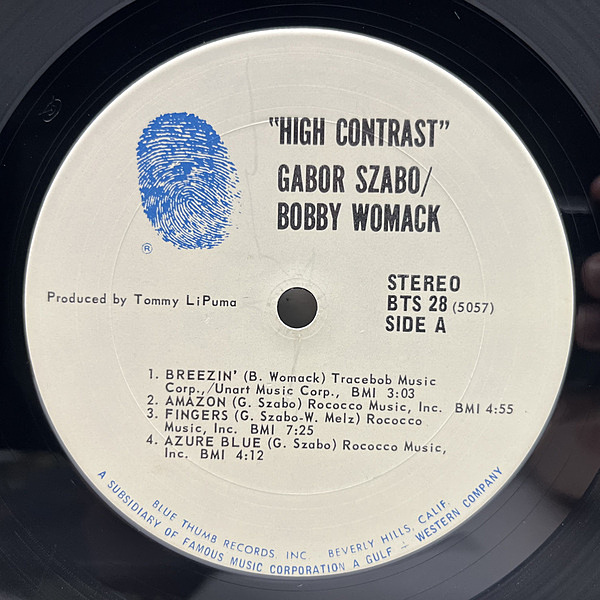 "HIGH CONTRAST"
GABOR SZABO/
BOBBY WOMACK
®
Produced by Tommy LiPuma
STEREO
BTS 28 (5057)
SIDE A
1. BREEZIN' (B. Womack) Tracebob Music
Corp.,/Unart Music Corp., BMI 3:03
2. AMAZON (G. Szabo) Rococco Music, Inc. BMI 4:55
3. FINGERS (G. Szabo-W. Melz) Rococco
Music, Inc. BMI 7:25
4. AZURE BLUE (G. Szabo) Rococco Music,
Inc. BMI 4:12
BLUE THUMB RECORDS, INC. BEVERLY HILLS, CALIF.
A SUBSIDIARY OF FAMOUS MUSIC CORPORATION A GULF + WESTERN COMPANY